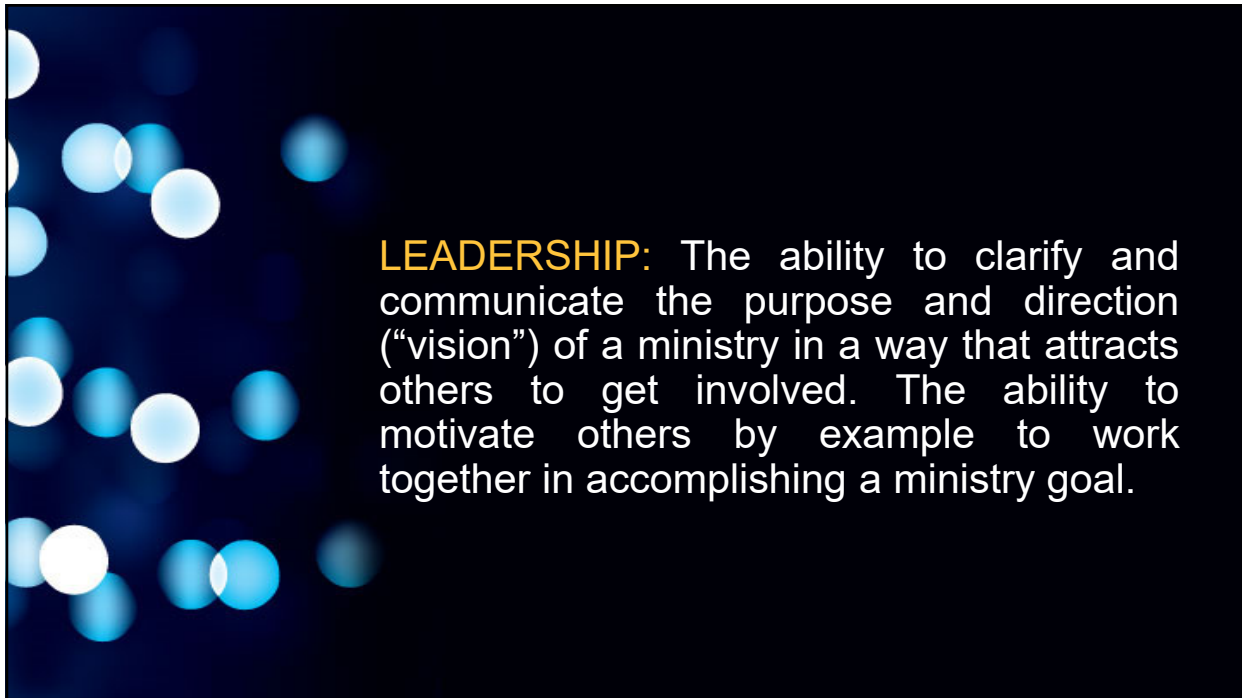 LEADERSHIP: The ability to clarify and
communicate the purpose and direction
(“vision”) of a ministry in a way that attracts
others to get involved. The ability to
motivate others by example to work
together in accomplishing a ministry goal.